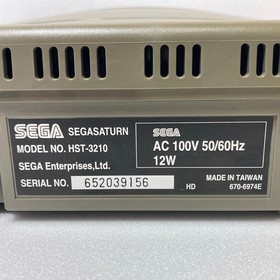 SEGA SEGASATURN
MODEL NO. HST-3210
SEGA Enterprises,Ltd.
SERIAL NO. 652039156
SEGA
AC 100V 50/60Hz
12W
HD
MADE IN TAIWAN
670-6974E